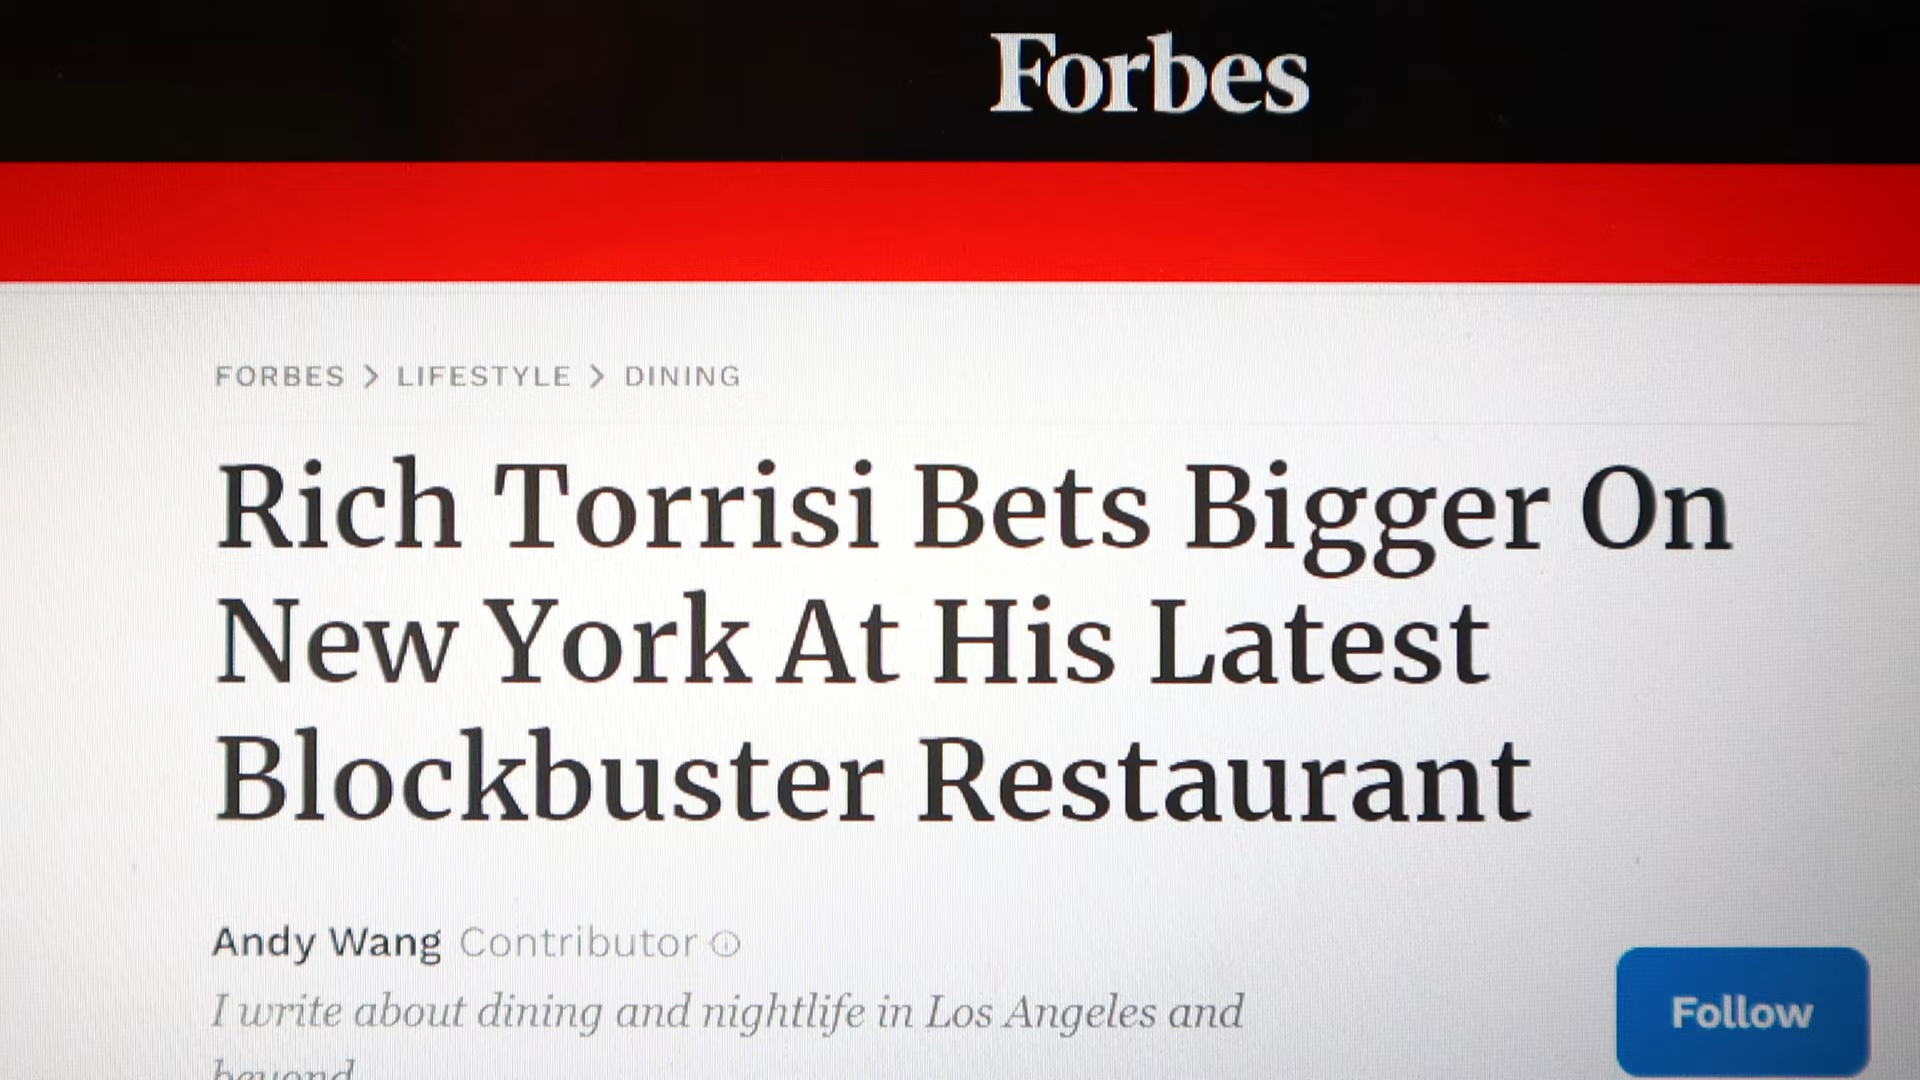 Forbes
FORBES > LIFESTYLE > DINING
Rich Torrisi Bets Bigger On
New York At His Latest
Blockbuster Restaurant
Andy Wang Contributor
I write about dining and nightlife in Los Angeles and
beyond
Follow